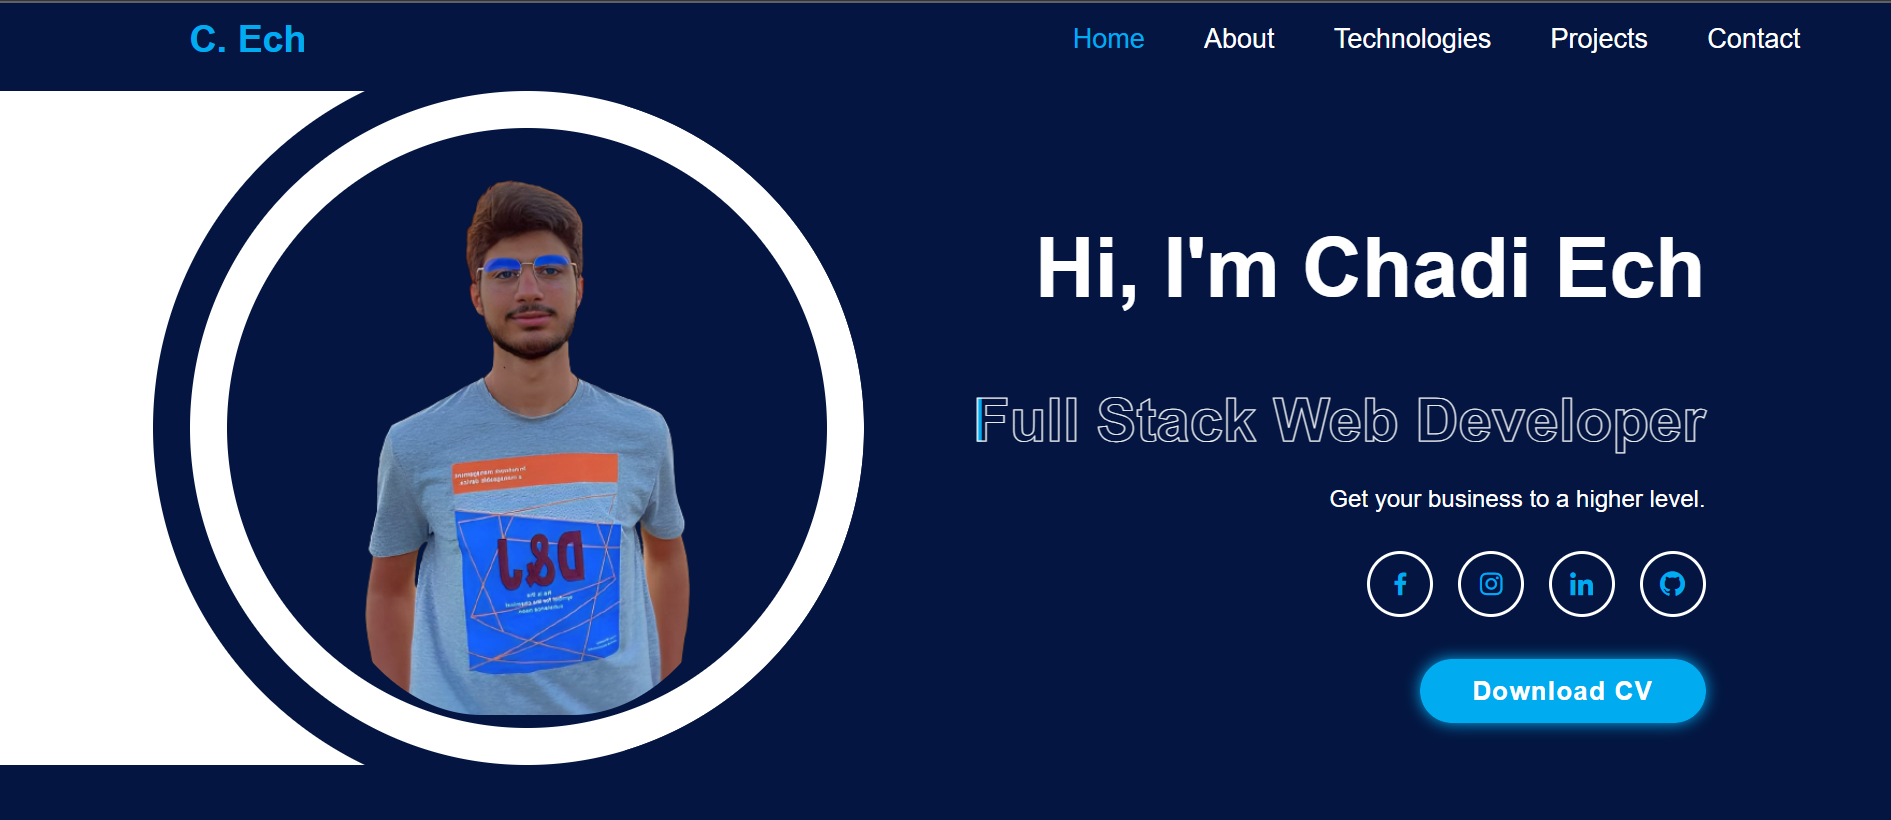 C. Ech
Home About Technologies Projects Contact
Hi, I'm Chadi Ech
Full Stack Web Developer
Get your business to a higher level.
Download CV
D&J